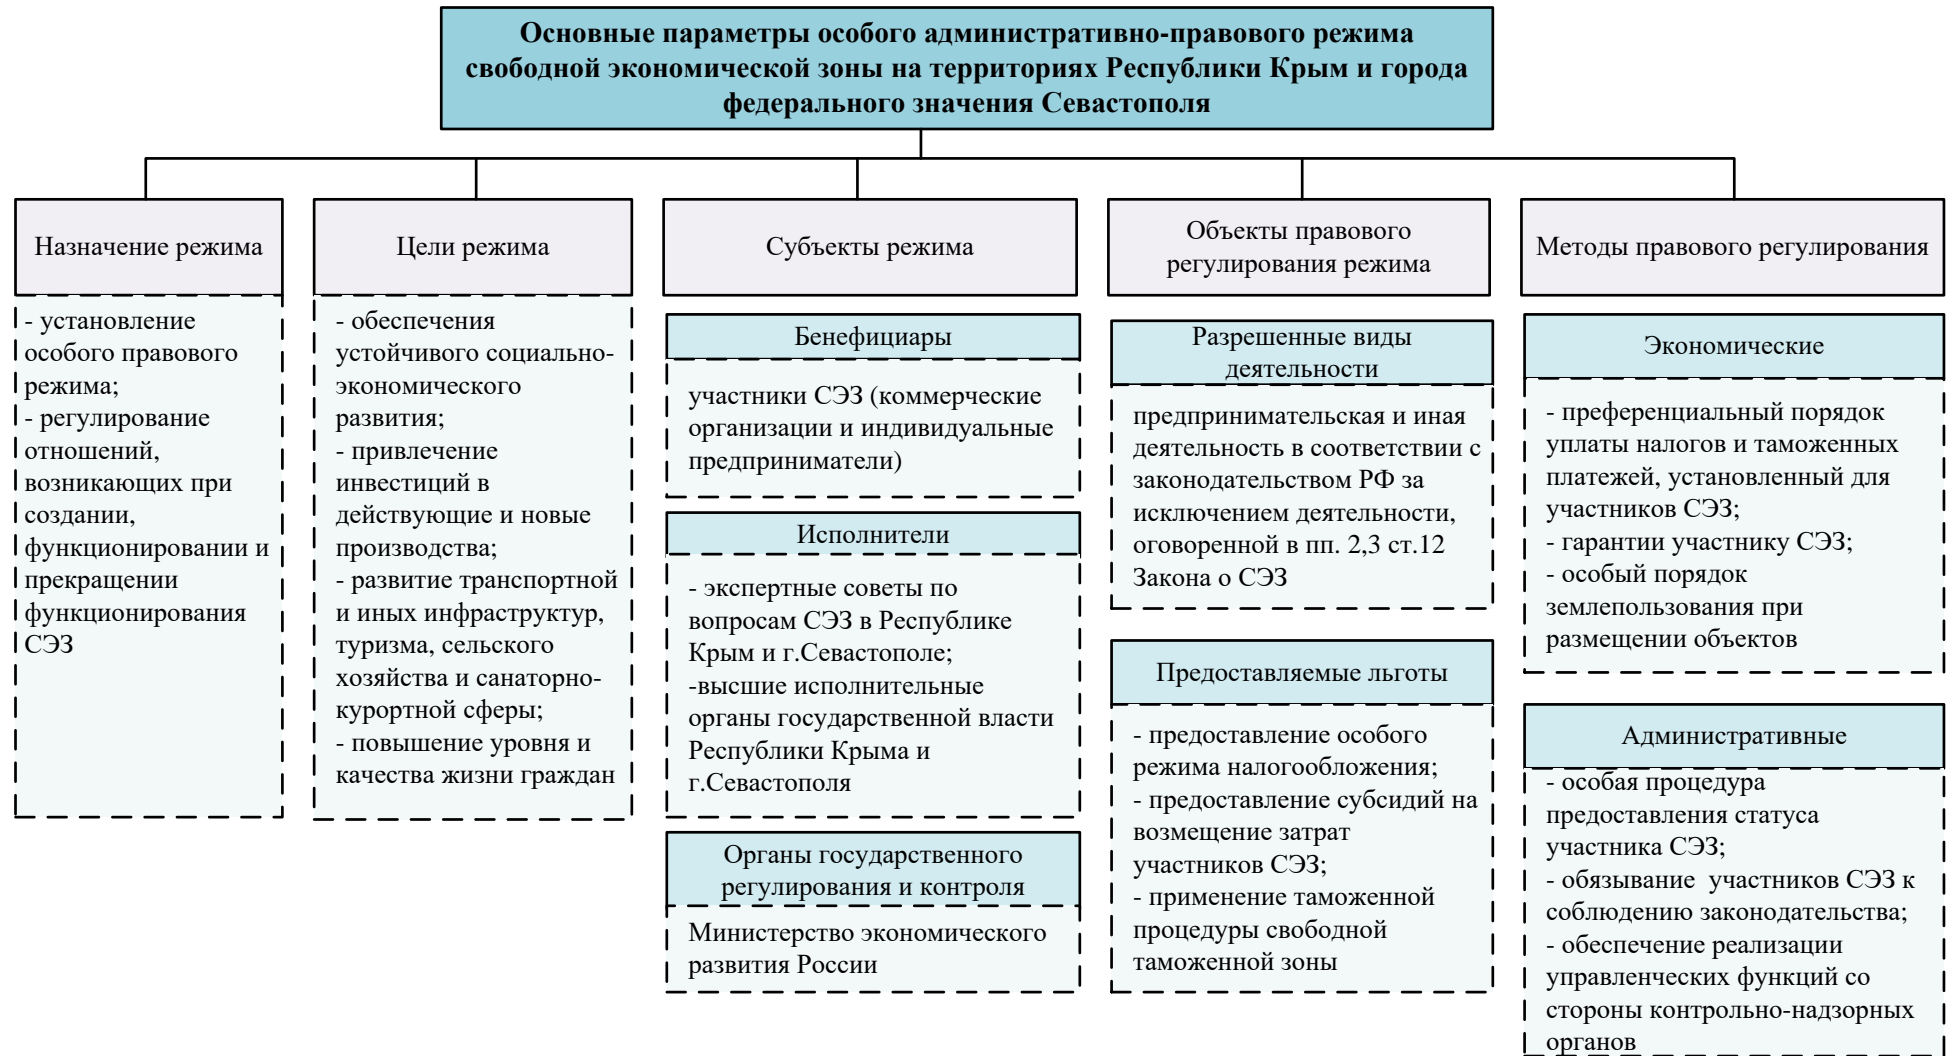 Основные параметры особого административно-правового режима
свободной экономической зоны на территориях Республики Крым и города
федерального значения Севастополя
Назначение режима
- установление
особого правового
режима;
- регулирование
отношений,
возникающих при
создании,
функционировании и
прекращении
функционирования
СЭЗ
Цели режима
- обеспечения
устойчивого социально-
экономического
развития;
- привлечение
инвестиций в
действующие и новые
производства;
- развитие транспортной
и иных инфраструктур,
туризма, сельского
хозяйства и санаторно-
курортной сферы;
- повышение уровня и
качества жизни граждан
Субъекты режима
Бенефициары
участники СЭЗ (коммерческие
организации и индивидуальные
предприниматели)
Исполнители
- экспертные советы по
вопросам СЭЗ в Республике
Крым и г.Севастополе;
-высшие исполнительные
органы государственной власти
Республики Крыма и
г.Севастополя
Органы государственного
регулирования и контроля
Министерство экономического
развития России
Объекты правового
регулирования режима
Разрешенные виды
деятельности
предпринимательская и иная
деятельность в соответствии с
законодательством РФ за
исключением деятельности,
оговоренной в пп. 2,3 ст.12
Закона о СЭЗ
Предоставляемые льготы
- предоставление особого
режима налогообложения;
- предоставление субсидий на
возмещение затрат
участников СЭЗ;
- применение таможенной
процедуры свободной
таможенной зоны
Методы правового регулирования
Экономические
- преференциальный порядок
уплаты налогов и таможенных
платежей, установленный для
участников СЭЗ;
- гарантии участнику СЭЗ;
- особый порядок
землепользования при
размещении объектов
Административные
- особая процедура
предоставления статуса
участника СЭЗ;
- обязывание  участников СЭЗ к
соблюдению законодательства;
- обеспечение реализации
управленческих функций со
стороны контрольно-надзорных
органов